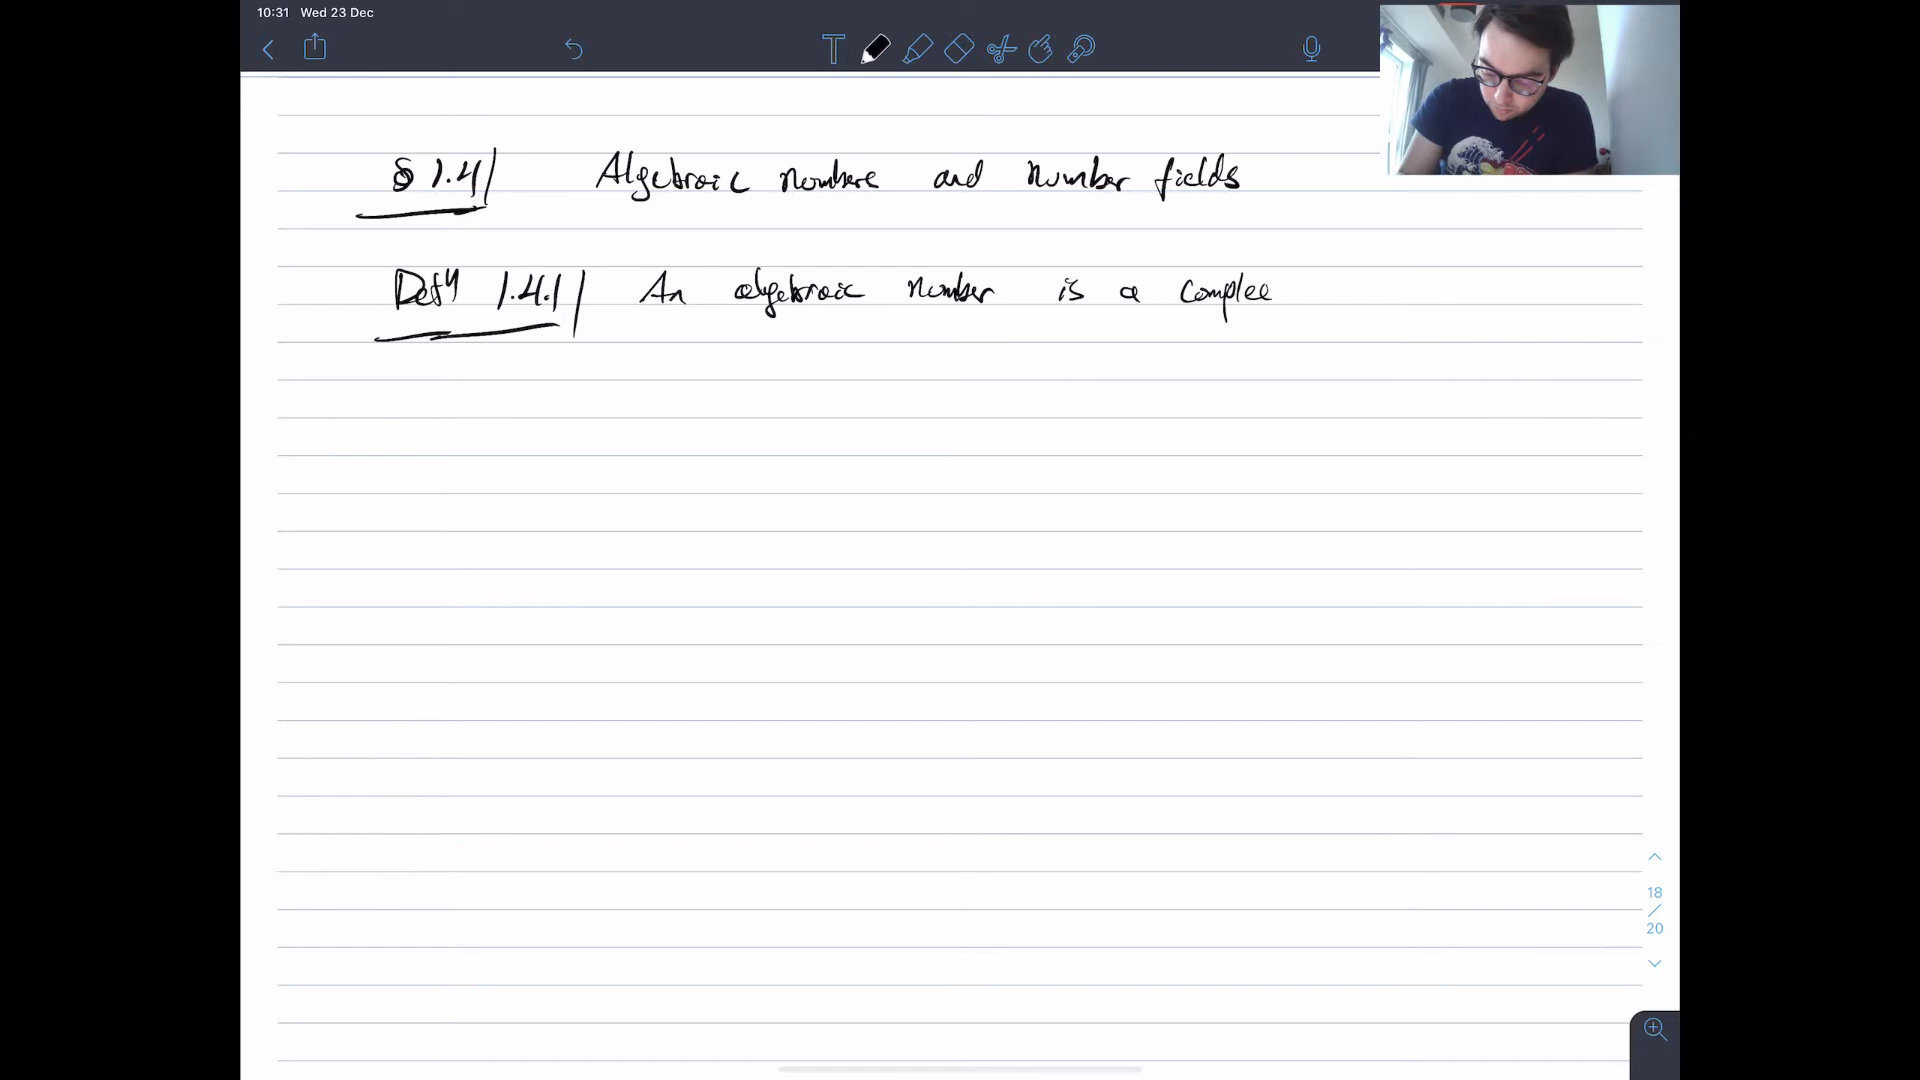 10:31 Wed 23 Dec
§ 1.4 Algebraic numbers and number fields
Defn 1.4.1 An algebraic number is a comple
18
/
20